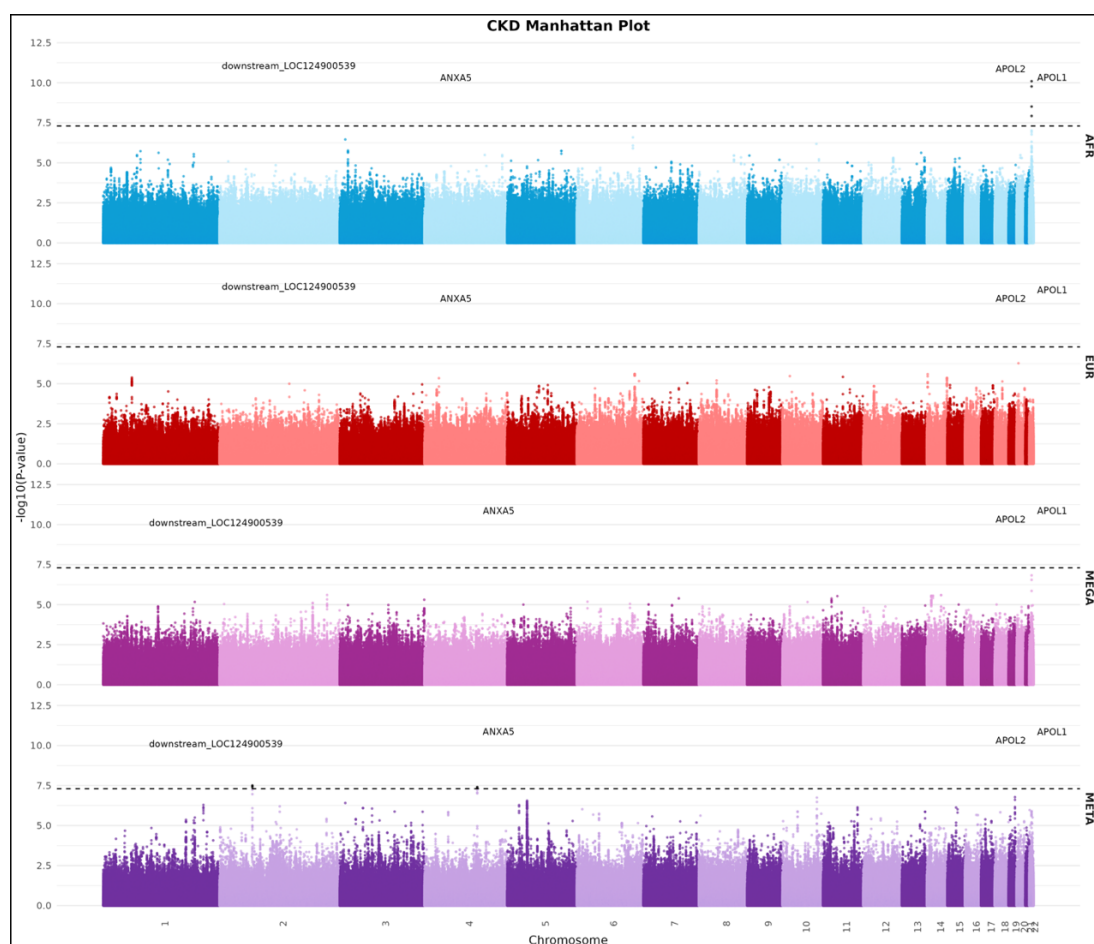 CKD Manhattan Plot
12.5
downstream_LOC124900539
APOL2
ANXA5
APOL1
10.0
7.5
AFR
5.0
2.5
0.0
12.5
downstream_LOC124900539
APOL1
ANXA5
APOL2
10.0
7.5
EUR
5.0
2.5
0.0
-log10(P-value)
12.5
ANXA5
APOL1
downstream_LOC124900539
APOL2
10.0
7.5
MEGA
5.0
2.5
0.0
12.5
ANXA5
APOL1
downstream_LOC124900539
APOL2
10.0
7.5
META
5.0
2.5
0.0
1 2 3 4 5 6 7 8 9 10 11 12 13 14 15 16 17 18 19 20 21 22
Chromosome